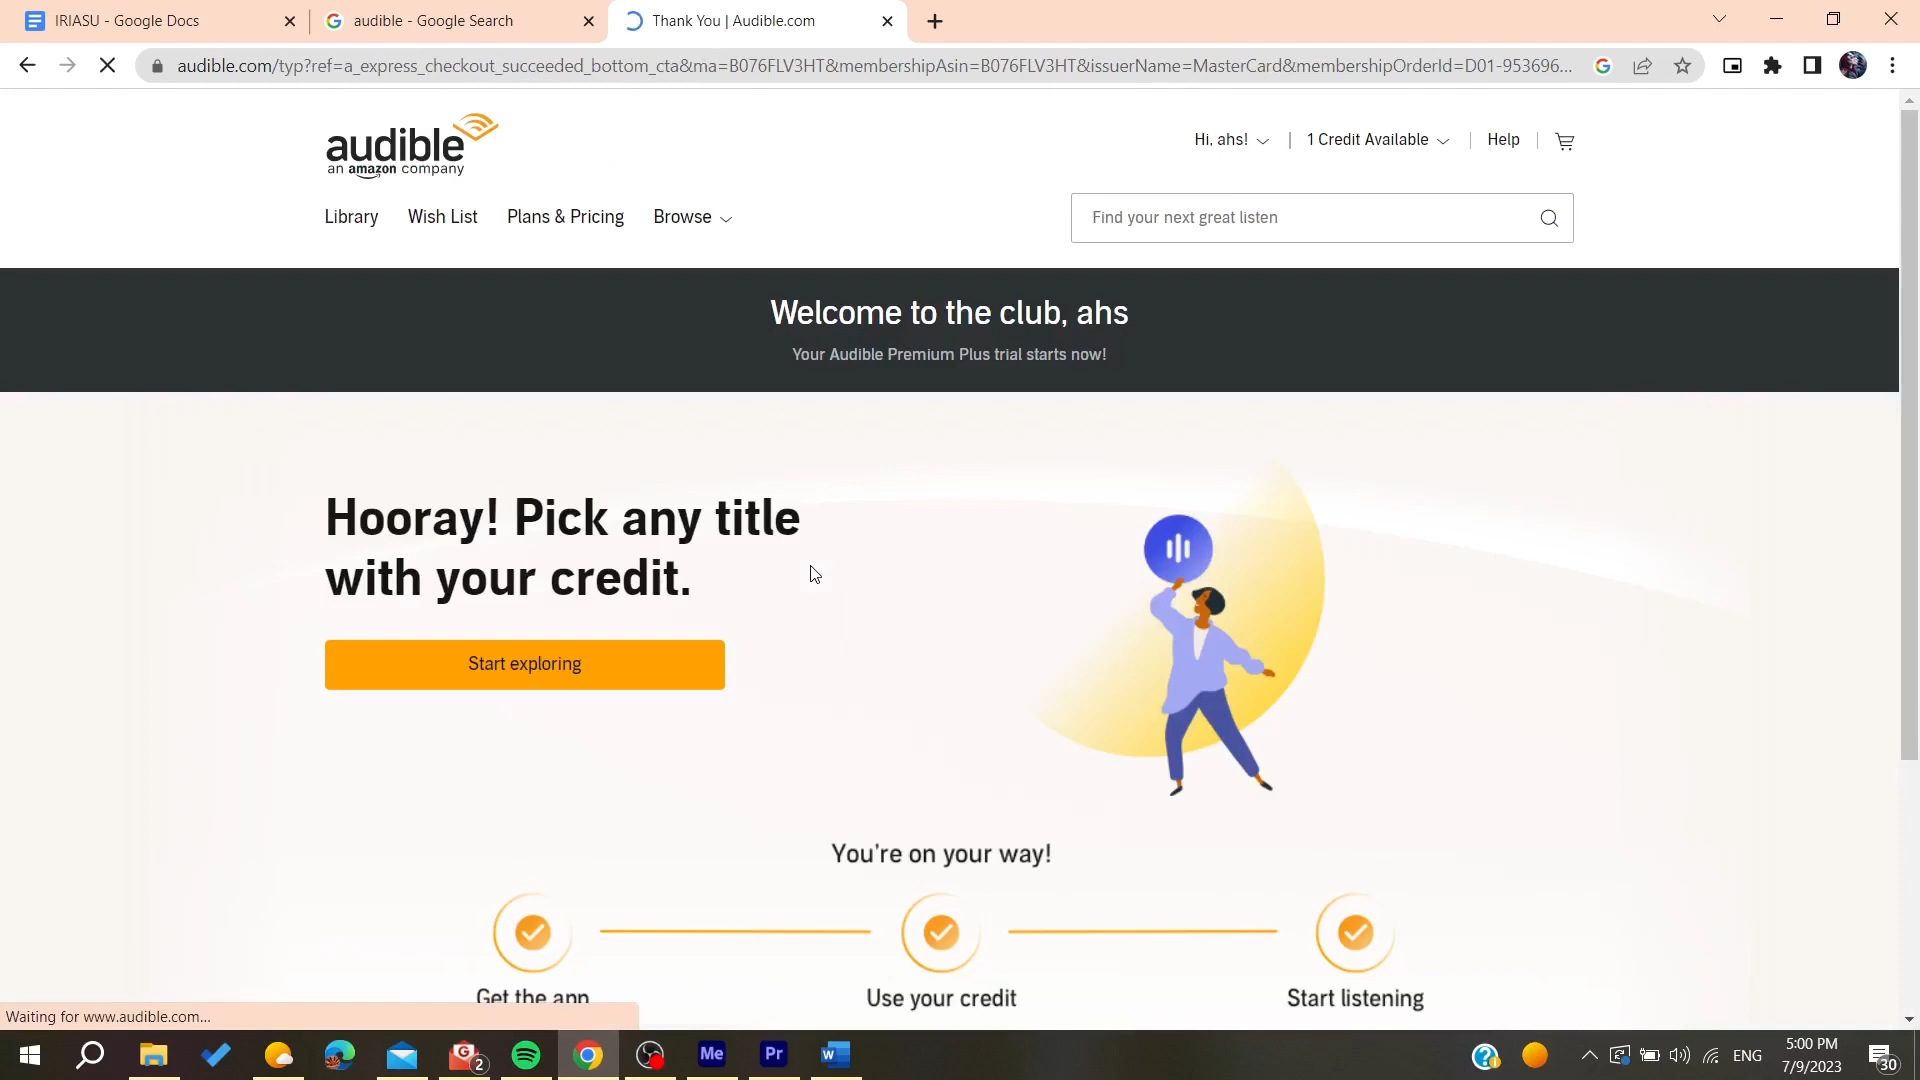 IRIASU - Google Docs
audible - Google Search
Thank You | Audible.com
audible.com/typ?ref=a_express_checkout_succeeded_bottom_cta&ma=B076FLV3HT&membershipAsin=B076FLV3HT&issuerName=MasterCard&membershipOrderId=D01-953696...
audible
an amazon company
Hi, ahs!
1 Credit Available
Help
Library
Wish List
Plans & Pricing
Browse
Find your next great listen
Welcome to the club, ahs
Your Audible Premium Plus trial starts now!
Hooray! Pick any title
with your credit.
Start exploring
You're on your way!
Get the app
Use your credit
Start listening
Waiting for www.audible.com...
G 2
Me
Pr
W
ENG
5:00 PM
7/9/2023
30